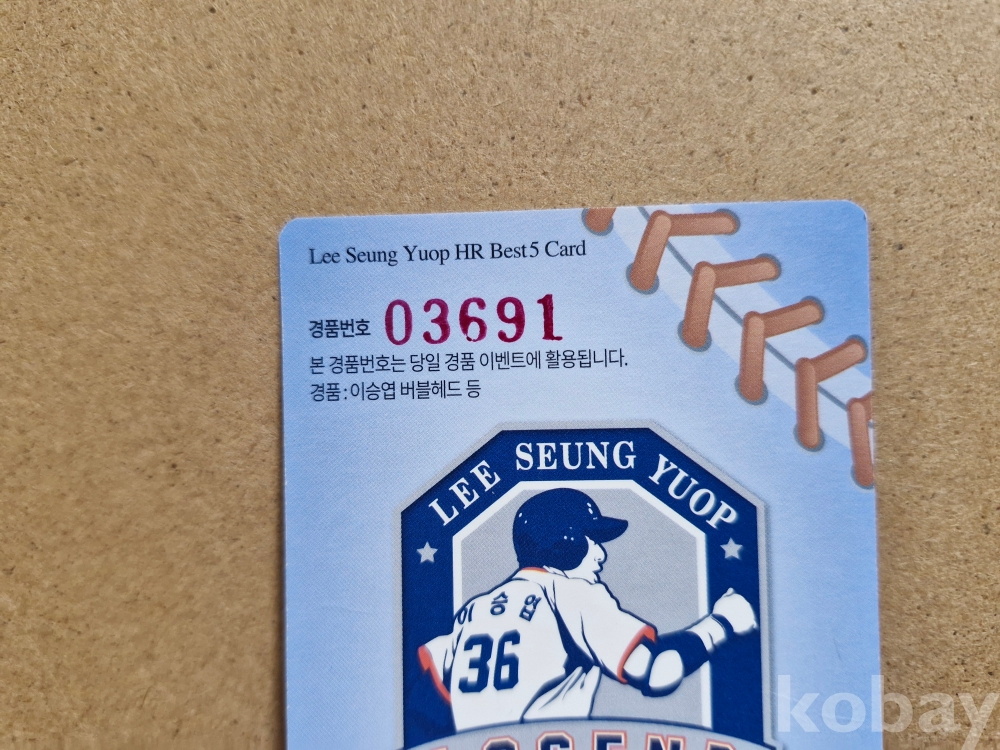 Lee Seung Yuop HR Best5 Card
경품번호 03691
본 경품번호는 당일 경품 이벤트에 활용됩니다.
경품 : 이승엽 버블헤드 등
LEE SEUNG YUOP
이승엽
36
LEGEND
kobay